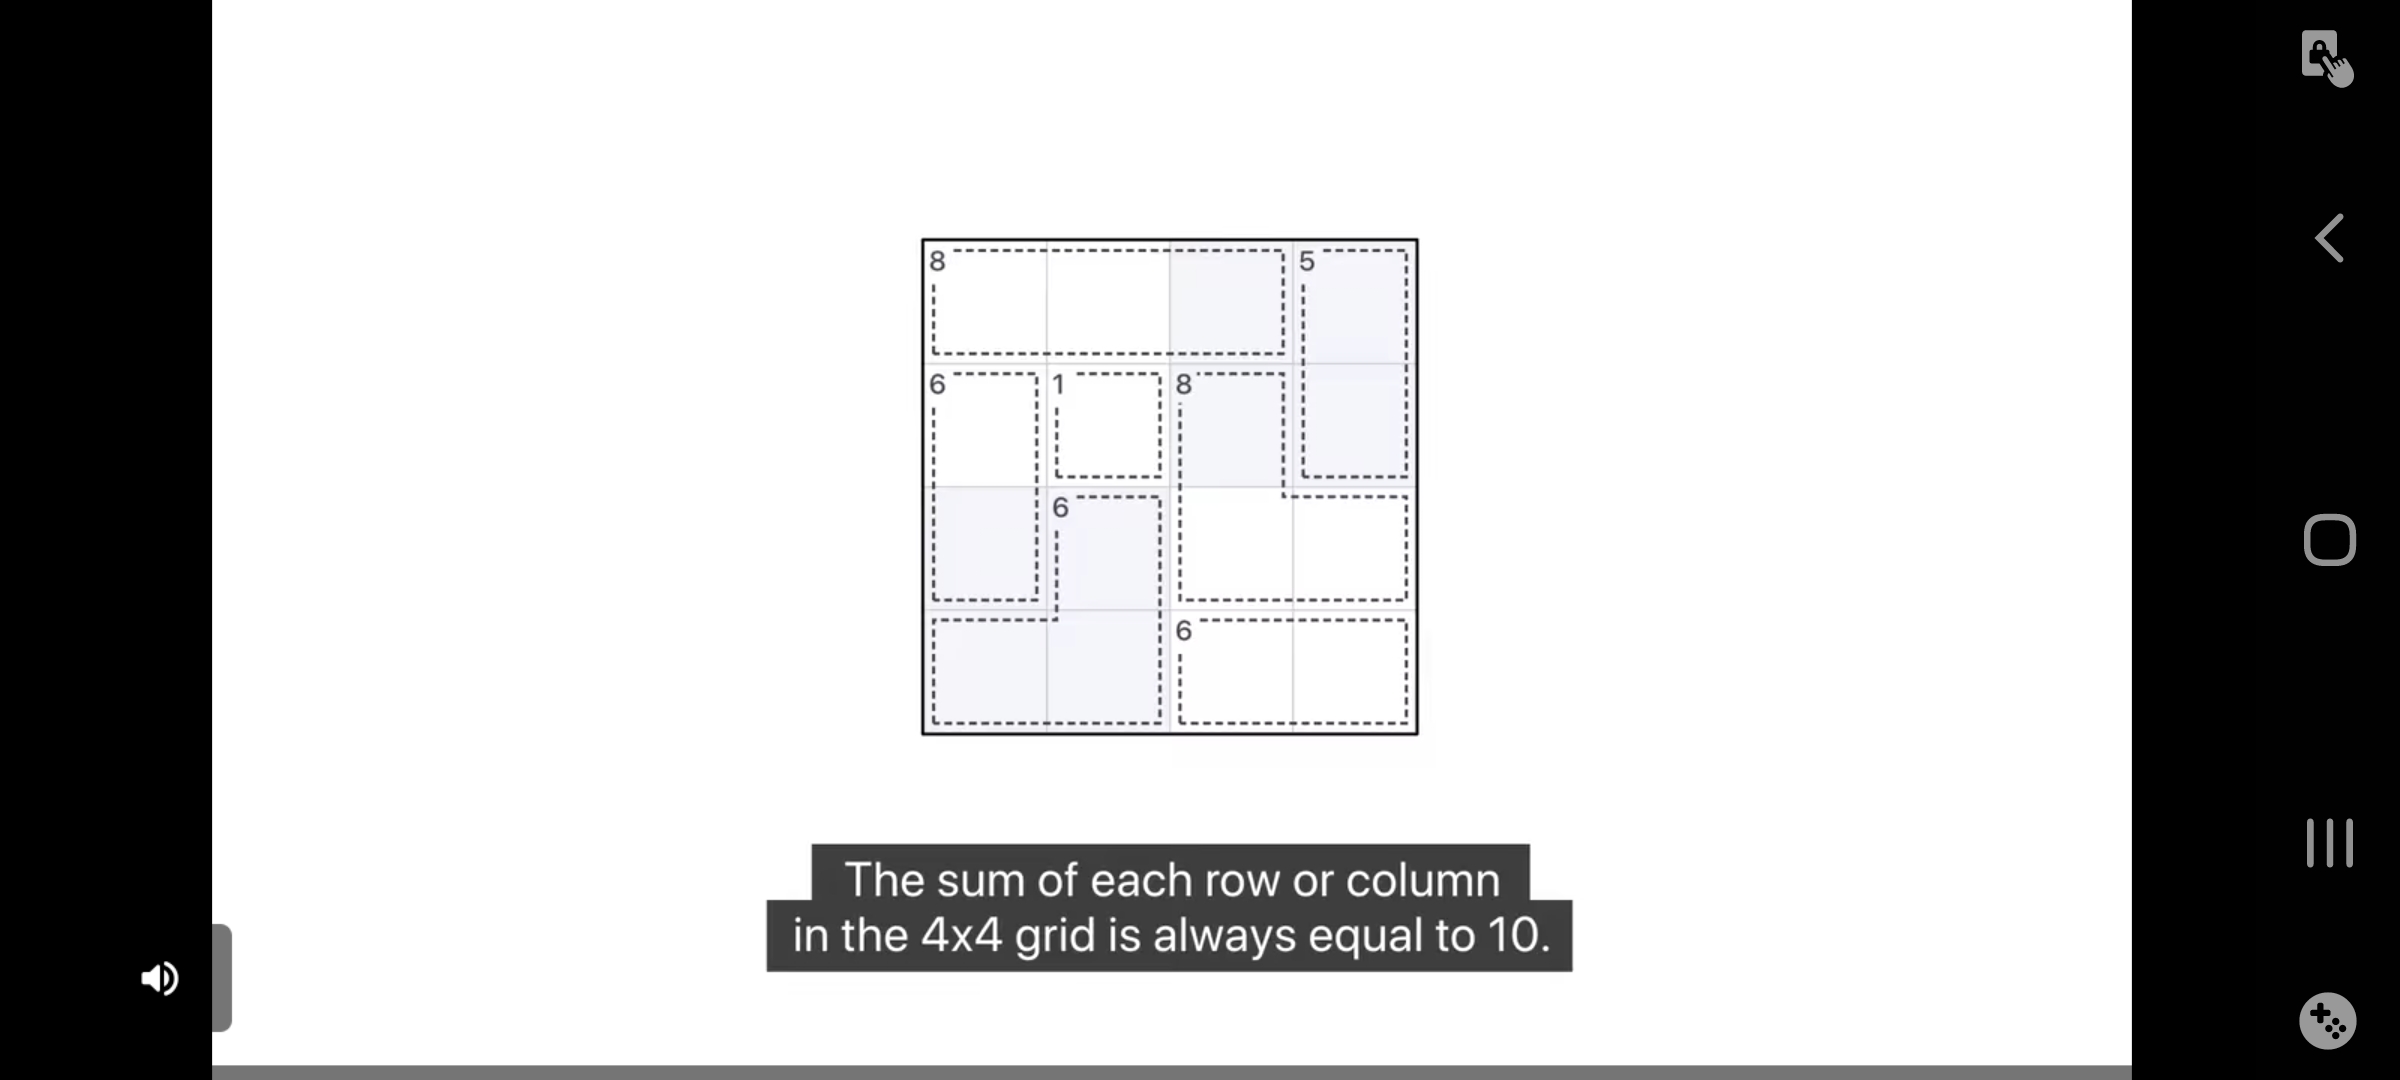 8 5
6 1 8
6
6
The sum of each row or column
in the 4x4 grid is always equal to 10.